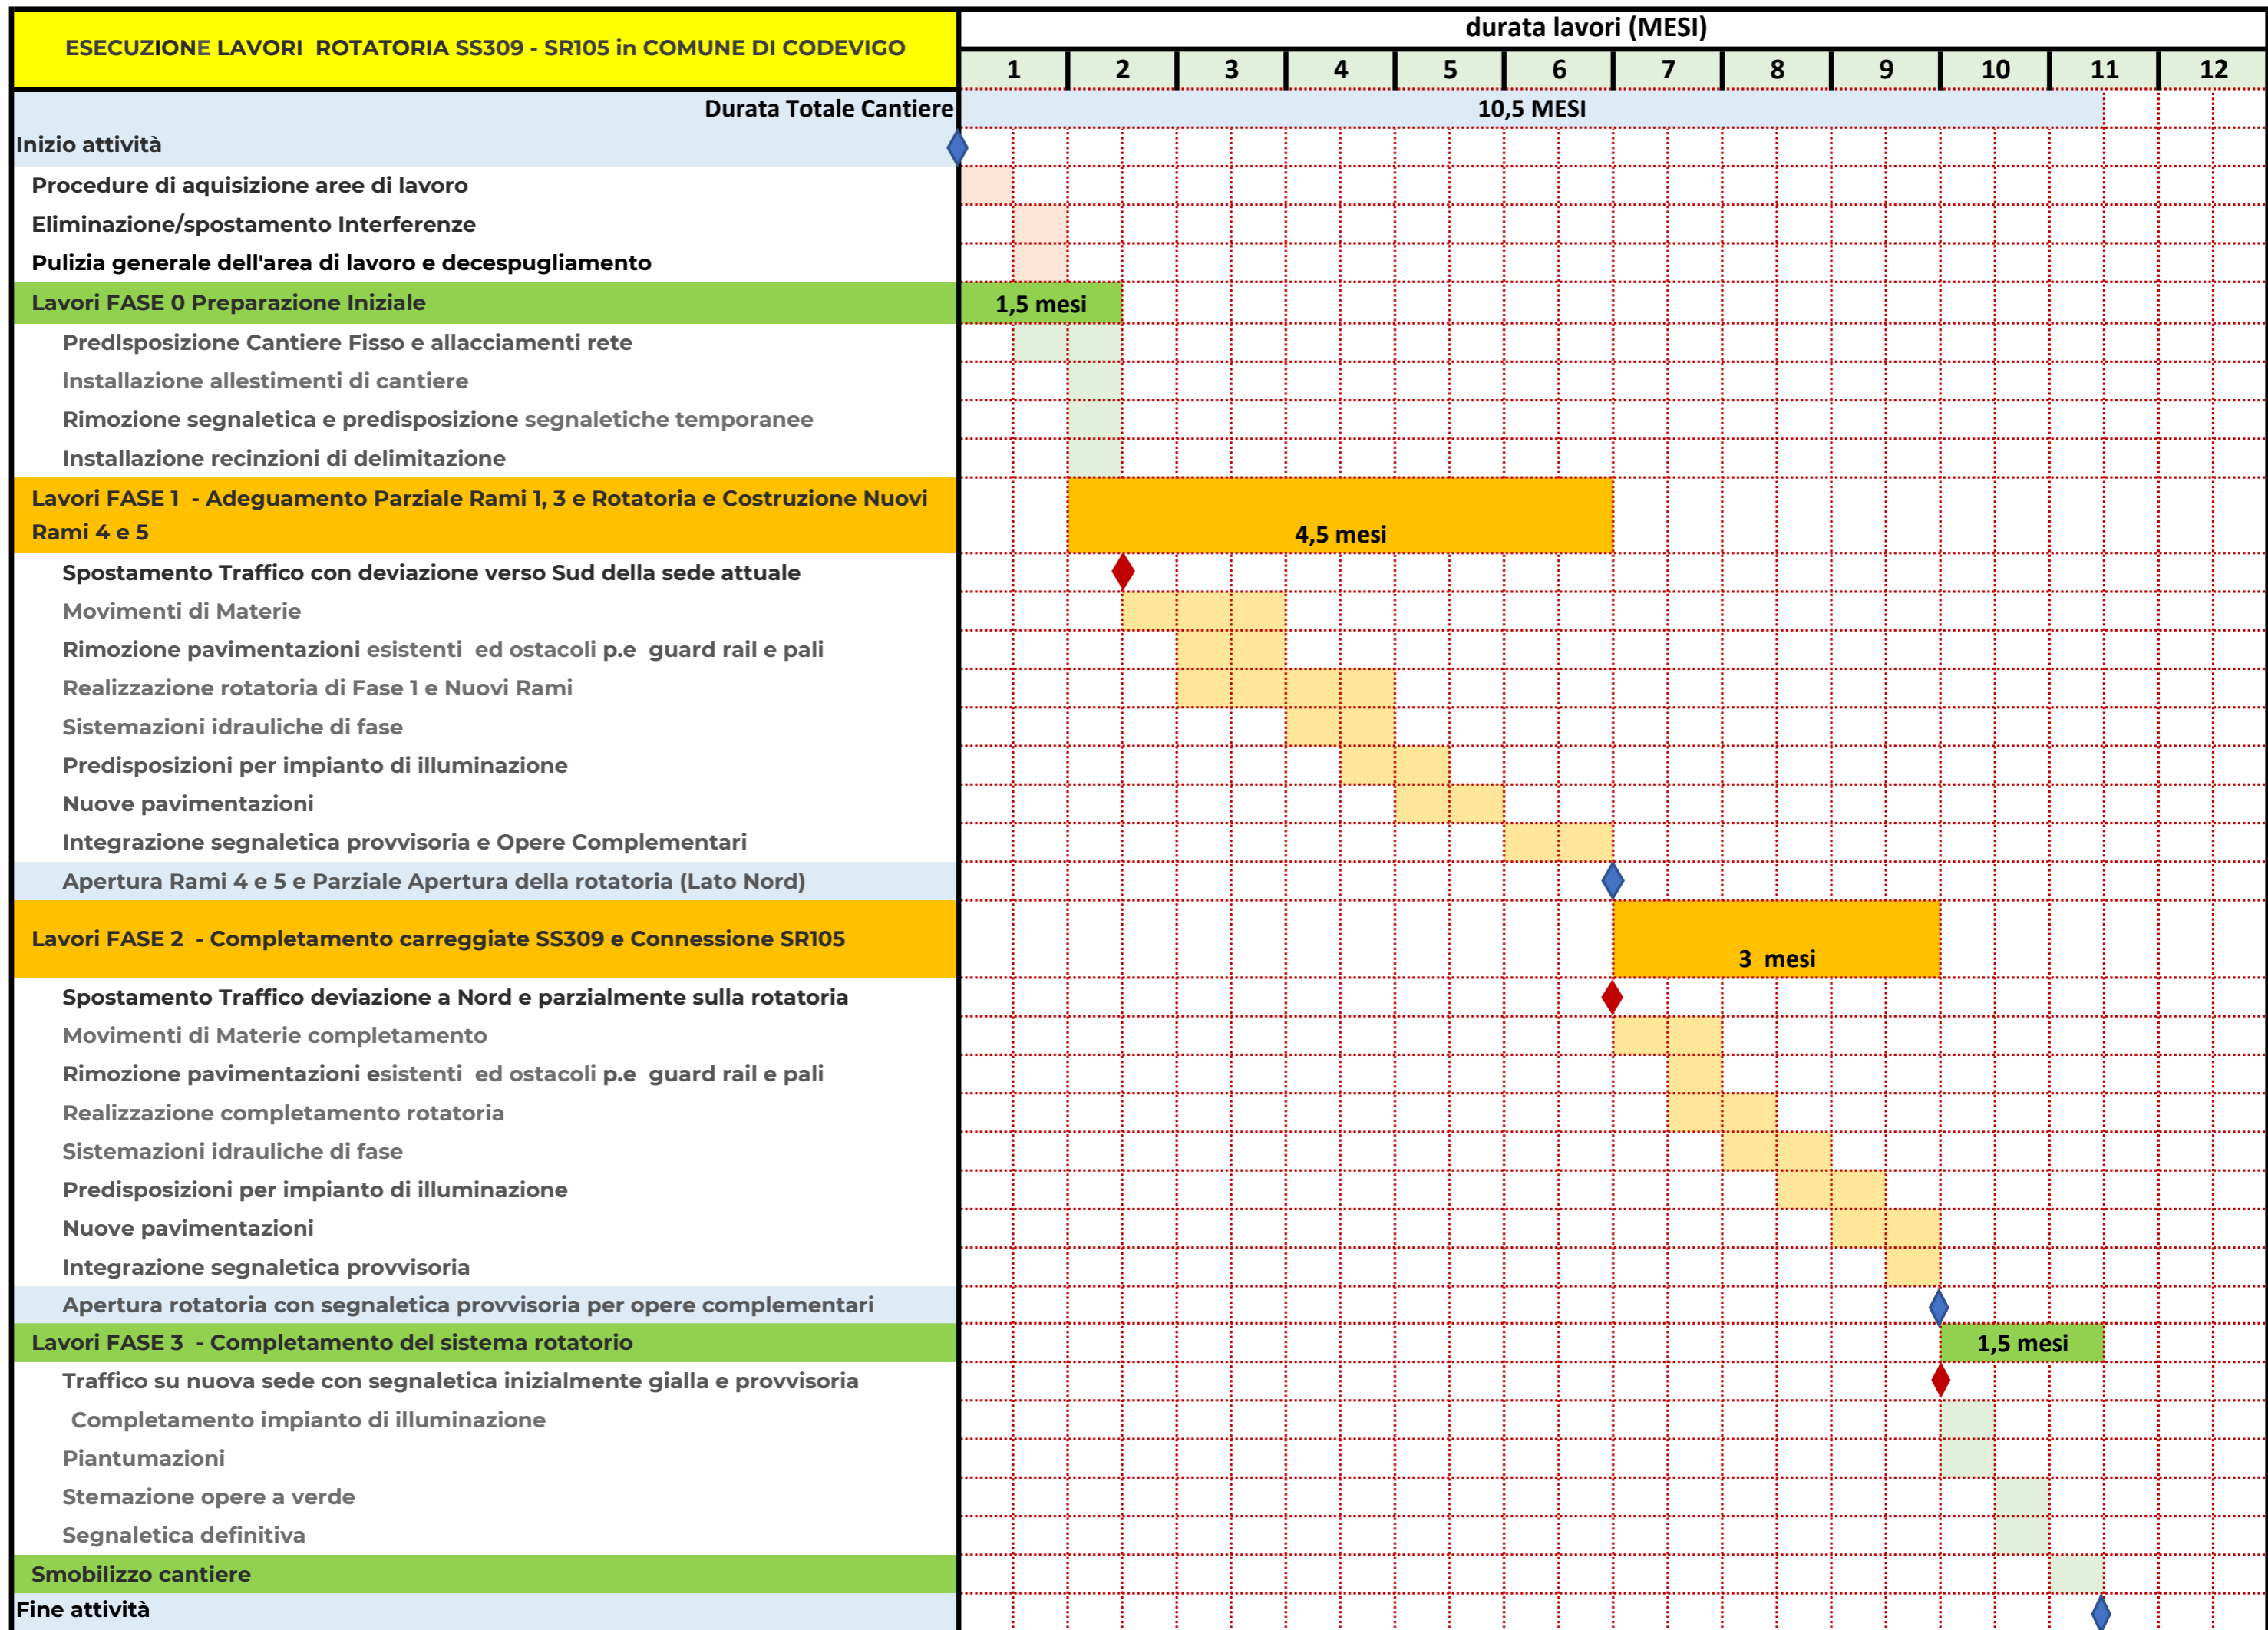 ESECUZIONE LAVORI  ROTATORIA SS309 - SR105 in COMUNE DI CODEVIGO
durata lavori (MESI)
1 2 3 4 5 6 7 8 9 10 11 12
Durata Totale Cantiere 10,5 MESI
Inizio attività
Procedure di aquisizione aree di lavoro
Eliminazione/spostamento Interferenze
Pulizia generale dell'area di lavoro e decespugliamento
Lavori FASE 0 Preparazione Iniziale 1,5 mesi
Predlsposizione Cantiere Fisso e allacciamenti rete
lnstallazione allestimenti di cantiere
Rimozione segnaletica e predisposizione segnaletiche temporanee
Installazione recinzioni di delimitazione
Lavori FASE 1  - Adeguamento Parziale Rami 1, 3 e Rotatoria e Costruzione Nuovi
Rami 4 e 5 4,5 mesi
Spostamento Traffico con deviazione verso Sud della sede attuale
Movimenti di Materie
Rimozione pavimentazioni esistenti  ed ostacoli p.e  guard rail e pali
Realizzazione rotatoria di Fase 1 e Nuovi Rami
Sistemazioni idrauliche di fase
Predisposizioni per impianto di illuminazione
Nuove pavimentazioni
Integrazione segnaletica provvisoria e Opere Complementari
Apertura Rami 4 e 5 e Parziale Apertura della rotatoria (Lato Nord)
Lavori FASE 2  - Completamento carreggiate SS309 e Connessione SR105
3  mesi
Spostamento Traffico deviazione a Nord e parzialmente sulla rotatoria
Movimenti di Materie completamento
Rimozione pavimentazioni esistenti  ed ostacoli p.e  guard rail e pali
Realizzazione completamento rotatoria
Sistemazioni idrauliche di fase
Predisposizioni per impianto di illuminazione
Nuove pavimentazioni
Integrazione segnaletica provvisoria
Apertura rotatoria con segnaletica provvisoria per opere complementari
Lavori FASE 3  - Completamento del sistema rotatorio 1,5 mesi
Traffico su nuova sede con segnaletica inizialmente gialla e provvisoria
Completamento impianto di illuminazione
Piantumazioni
Stemazione opere a verde
Segnaletica definitiva
Smobilizzo cantiere
Fine attività